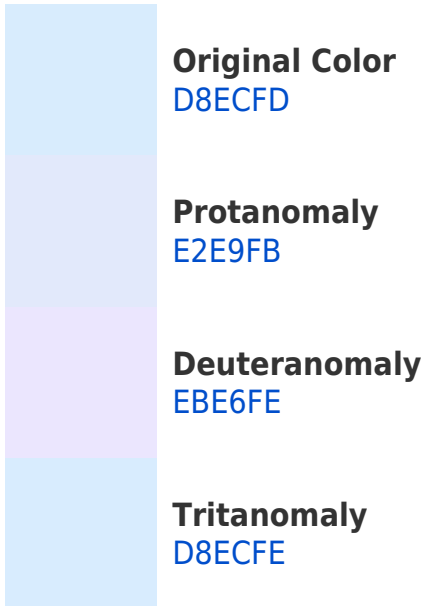 Original Color
D8ECFD
Protanomaly
E2E9FB
Deuteranomaly
EBE6FE
Tritanomaly
D8ECFE